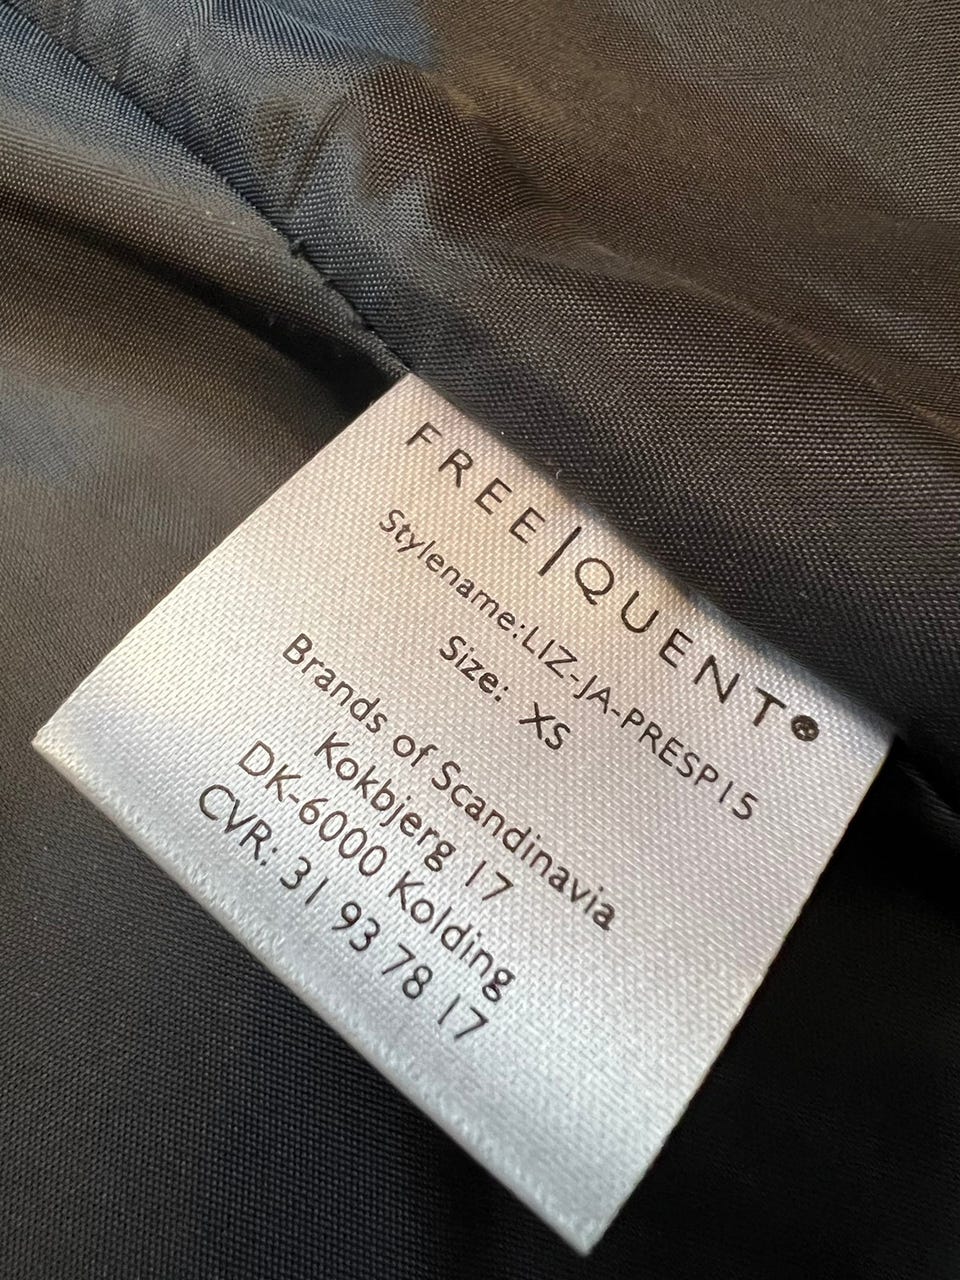 FREE|QUENT®
Stylename:LIZ-JA-PRESP15
Size: XS
Brands of Scandinavia
Kokbjerg 17
DK-6000 Kolding
CVR: 31 93 78 17